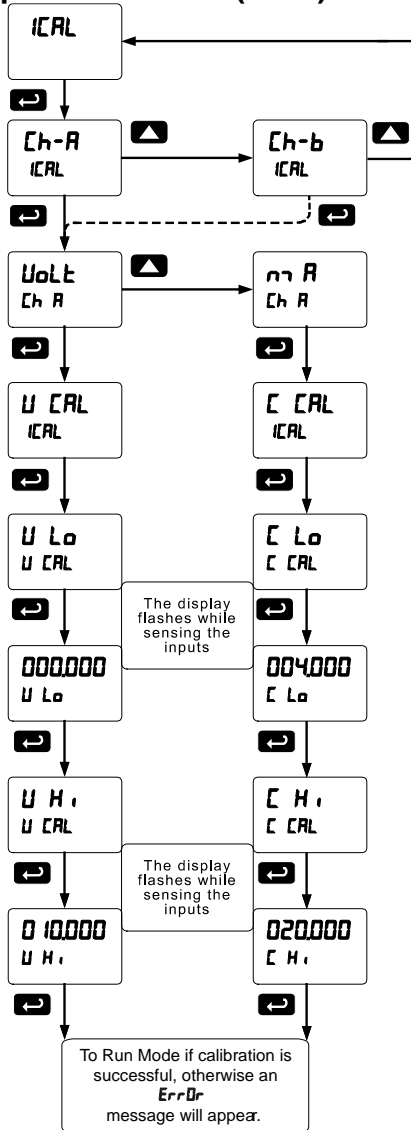 ICAL
Ch-A
ICAL
Ch-b
ICAL
VoLt
Ch A
mA
Ch A
V CAL
ICAL
C CAL
ICAL
V Lo
V CAL
C Lo
C CAL
The display
flashes while
sensing the
inputs
000.000
V Lo
004.000
C Lo
V Hi
V CAL
C Hi
C CAL
The display
flashes while
sensing the
inputs
010.000
V Hi
020.000
C Hi
To Run Mode if calibration is
successful, otherwise an
Error
message will appear.